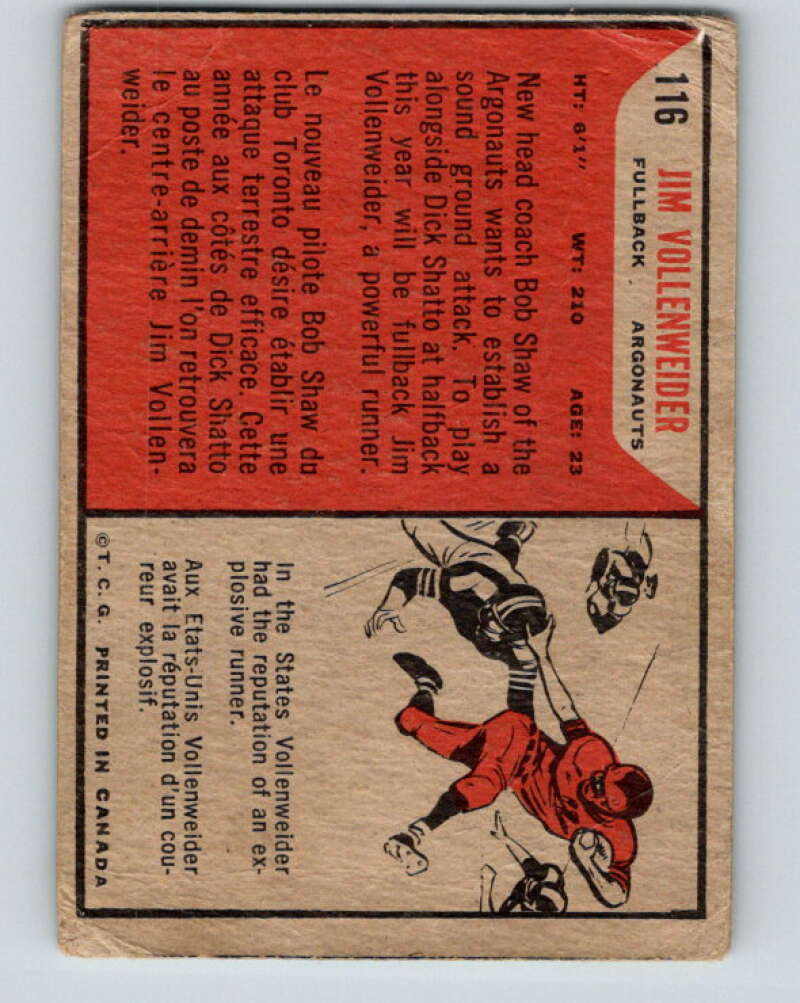 116 JIM VOLLENWEIDER
FULLBACK . ARGONAUTS
HT: 6'1" WT: 210 AGE: 23
New head coach Bob Shaw of the
Argonauts wants to establish a
sound ground attack. To play
alongside Dick Shatto at halfback
this year will be fullback Jim
Vollenweider, a powerful runner.
Le nouveau pilote Bob Shaw du
club Toronto désire établir une
attaque terrestre efficace. Cette
année aux côtés de Dick Shatto
au poste de demin l'on retrouvera
le centre-arrière Jim Vollen-
weider.
In the States Vollenweider
had the reputation of an ex-
plosive runner.
Aux Etats-Unis Vollenweider
avait la réputation d'un cou-
reur explosif.
©T. C. G. PRINTED IN CANADA